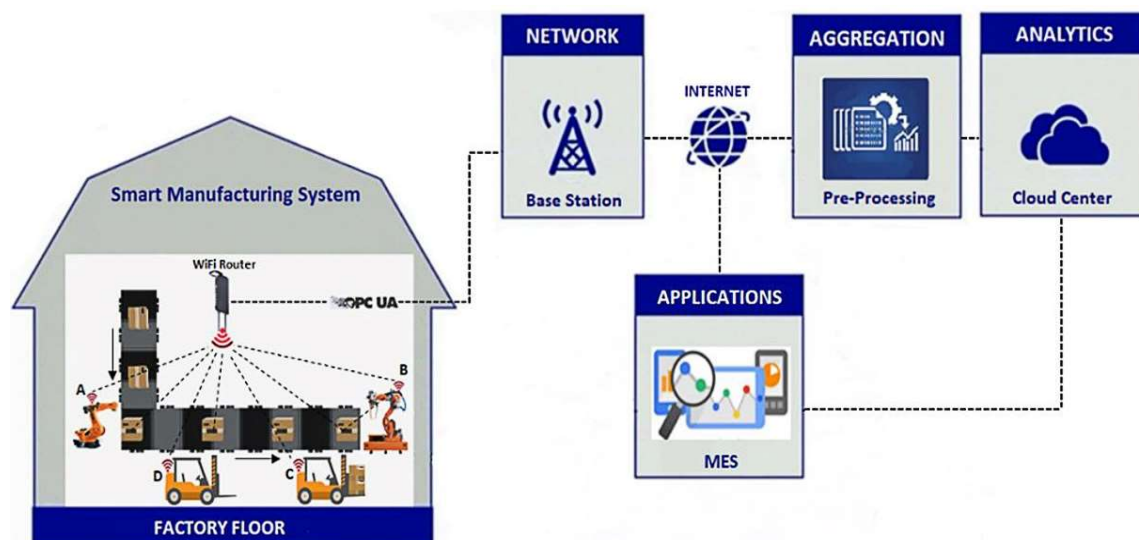 NETWORK
Base Station
INTERNET
AGGREGATION
Pre-Processing
ANALYTICS
Cloud Center
Smart Manufacturing System
WiFi Router
OPC UA
A
B
D
C
FACTORY FLOOR
APPLICATIONS
MES